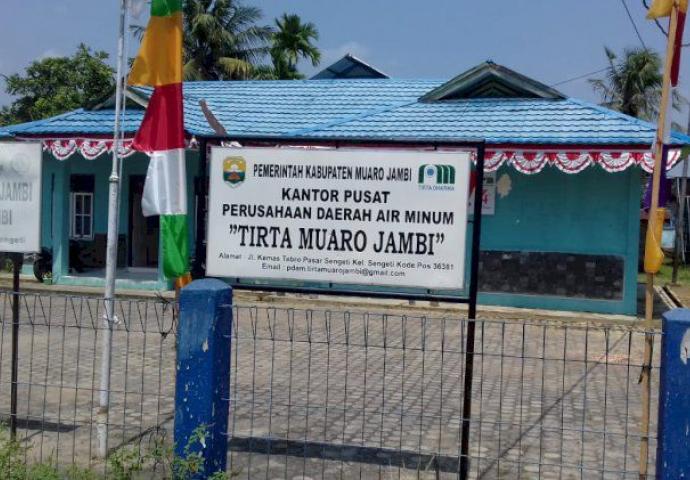 PEMERINTAH KABUPATEN MUARO JAMBI
TIRTA DHARMA
KANTOR PUSAT
PERUSAHAAN DAERAH AIR MINUM
"TIRTA MUARO JAMBI"
Alamat : Jl. Kemas Tabro Pasar Sengeti Kel. Sengeti Kode Pos 36381
Email : pdam.tirtamuarojambi@gmail.com
JAMBI
BI